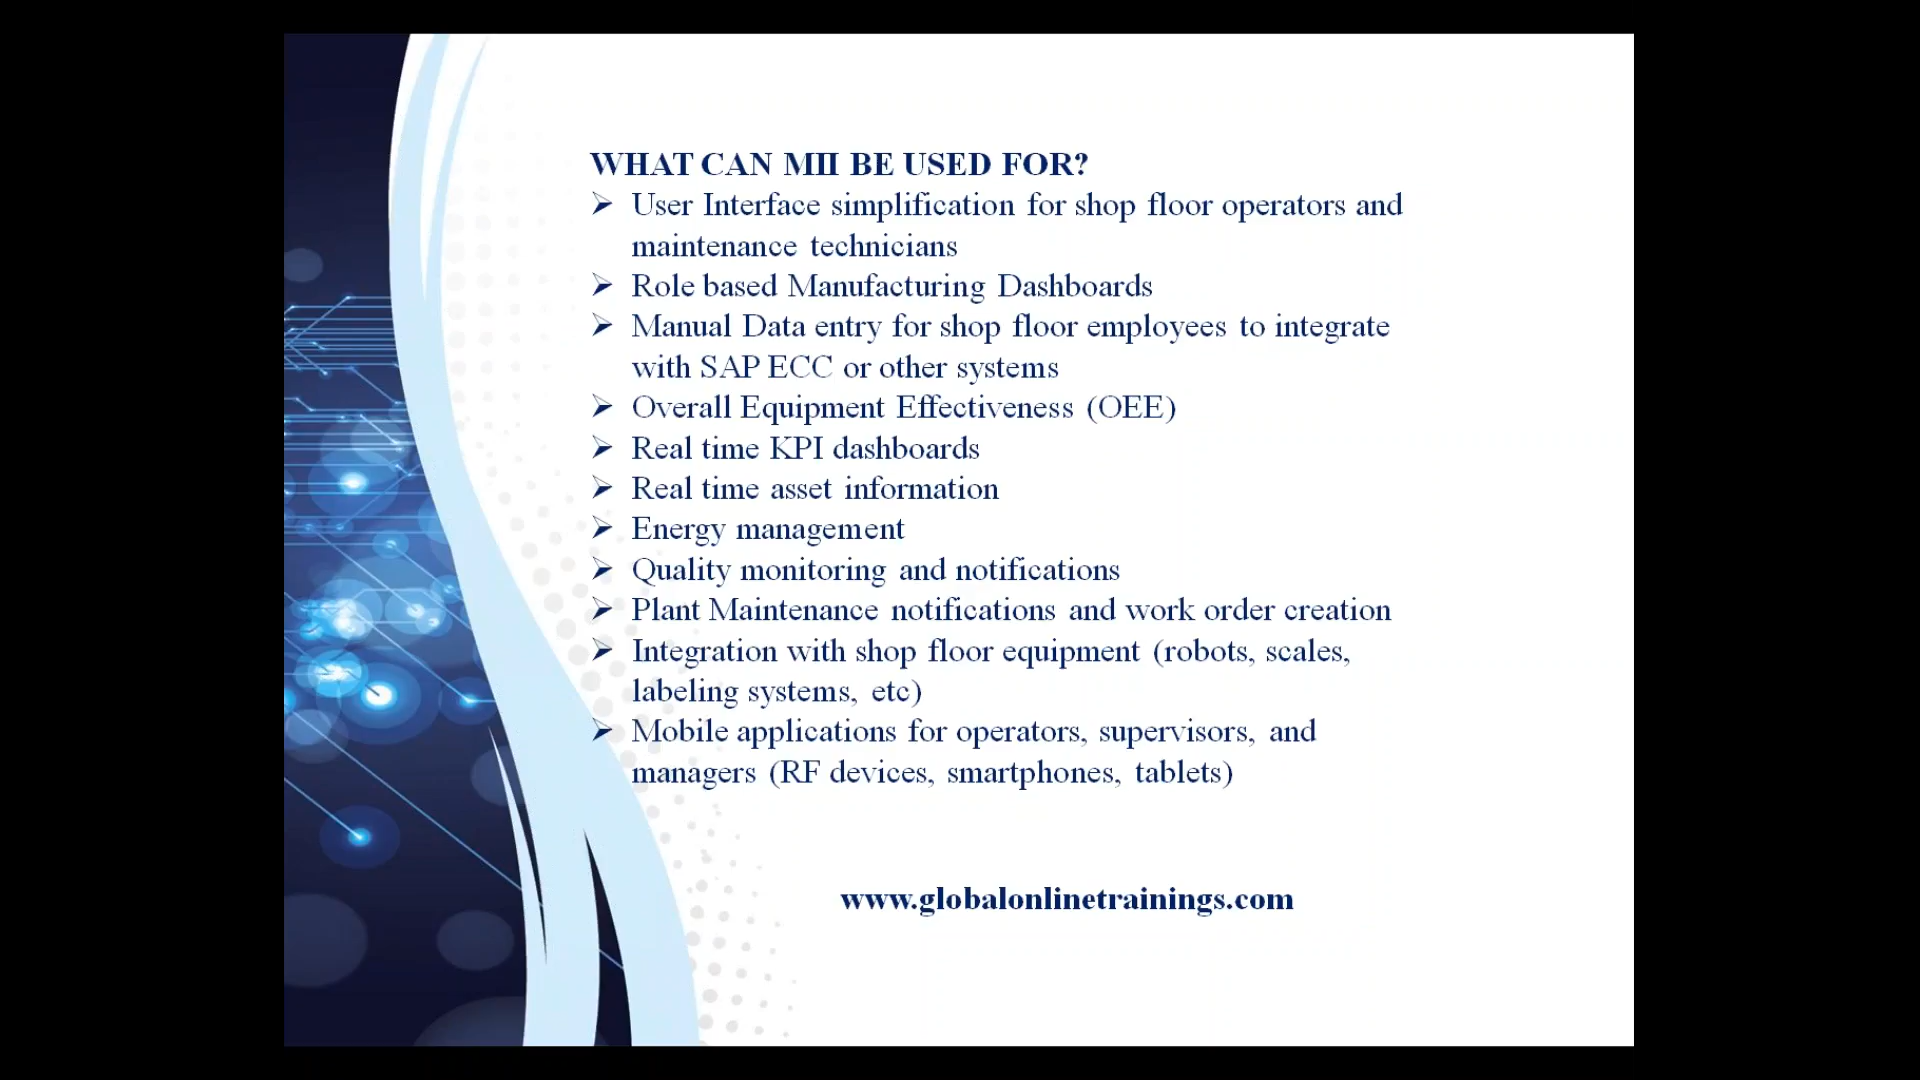 WHAT CAN MII BE USED FOR?
➢ User Interface simplification for shop floor operators and
maintenance technicians
➢ Role based Manufacturing Dashboards
➢ Manual Data entry for shop floor employees to integrate
with SAP ECC or other systems
➢ Overall Equipment Effectiveness (OEE)
➢ Real time KPI dashboards
➢ Real time asset information
➢ Energy management
➢ Quality monitoring and notifications
➢ Plant Maintenance notifications and work order creation
➢ Integration with shop floor equipment (robots, scales,
labeling systems, etc)
➢ Mobile applications for operators, supervisors, and
managers (RF devices, smartphones, tablets)
www.globalonlinetrainings.com